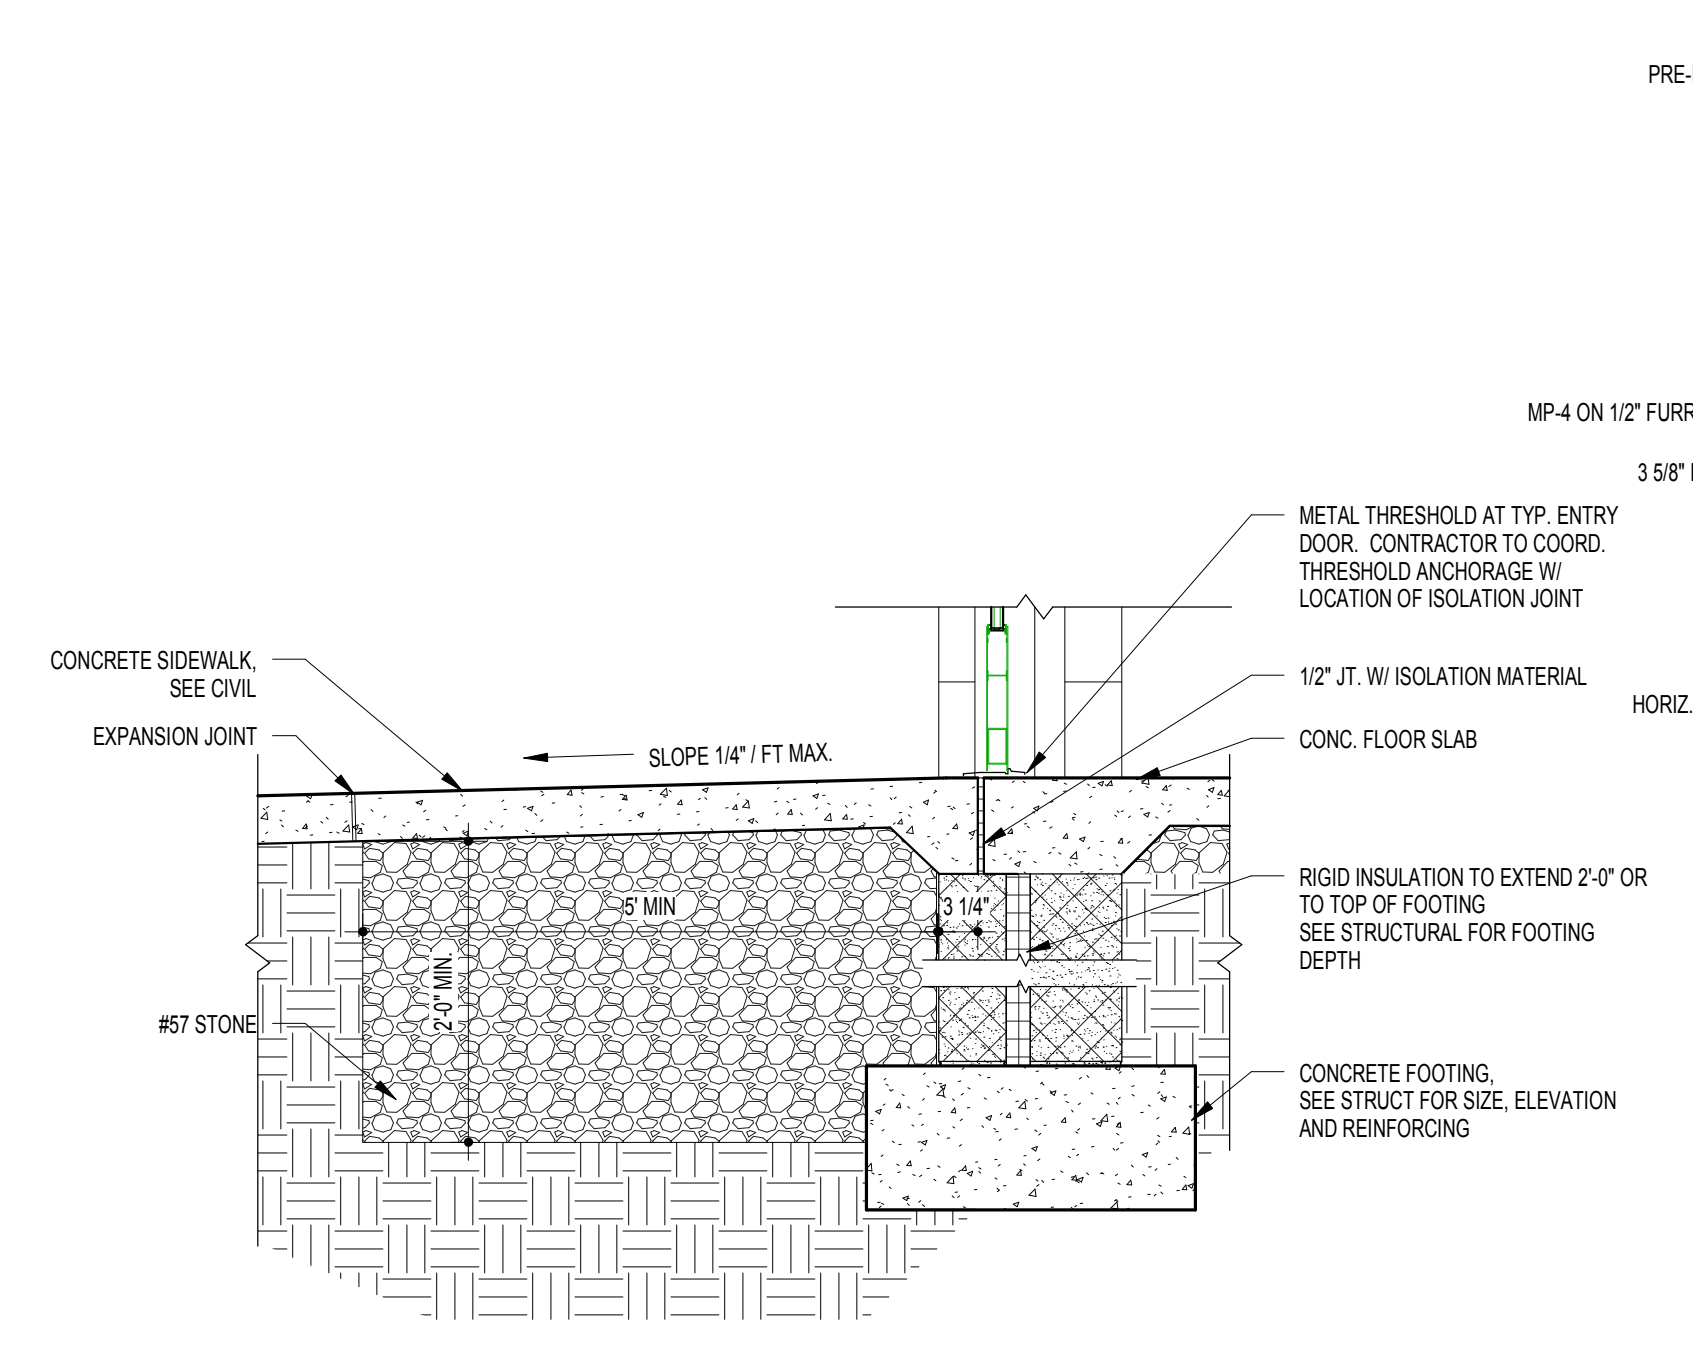 PRE-
MP-4 ON 1/2" FURR
3 5/8"
METAL THRESHOLD AT TYP. ENTRY
DOOR. CONTRACTOR TO COORD.
THRESHOLD ANCHORAGE W/
LOCATION OF ISOLATION JOINT
CONCRETE SIDEWALK,
SEE CIVIL
1/2" JT. W/ ISOLATION MATERIAL
HORIZ.
EXPANSION JOINT
SLOPE 1/4" / FT MAX.
CONC. FLOOR SLAB
RIGID INSULATION TO EXTEND 2'-0" OR
TO TOP OF FOOTING
SEE STRUCTURAL FOR FOOTING
DEPTH
5' MIN
3 1/4"
2'-0" MIN.
#57 STONE
CONCRETE FOOTING,
SEE STRUCT FOR SIZE, ELEVATION
AND REINFORCING